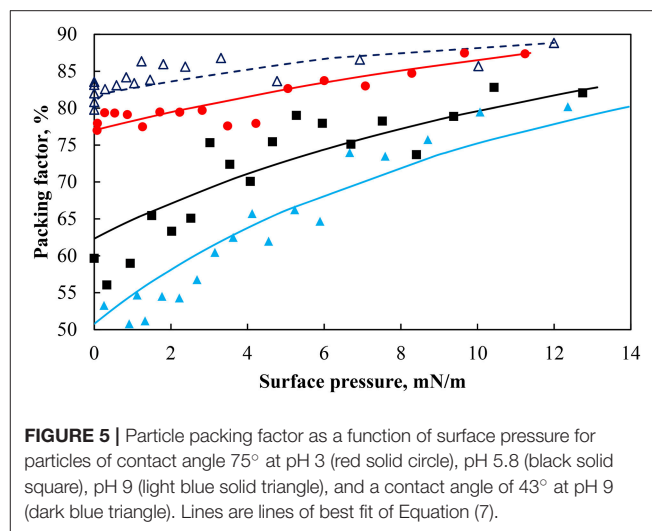 Packing factor, %
90
85
80
75
70
65
60
55
50
0
2
4
6
8
10
12
14
Surface pressure, mN/m
FIGURE 5 | Particle packing factor as a function of surface pressure for
particles of contact angle 75° at pH 3 (red solid circle), pH 5.8 (black solid
square), pH 9 (light blue solid triangle), and a contact angle of 43° at pH 9
(dark blue triangle). Lines are lines of best fit of Equation (7).